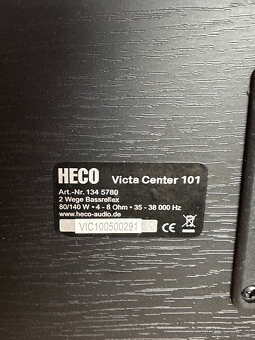 HECO Victa Center 101
Art.-Nr. 134 5780
2 Wege Bassreflex
80/140 W • 4 - 8 Ohm • 35 - 38 000 Hz
www.heco-audio.de
VIC100500291
CE